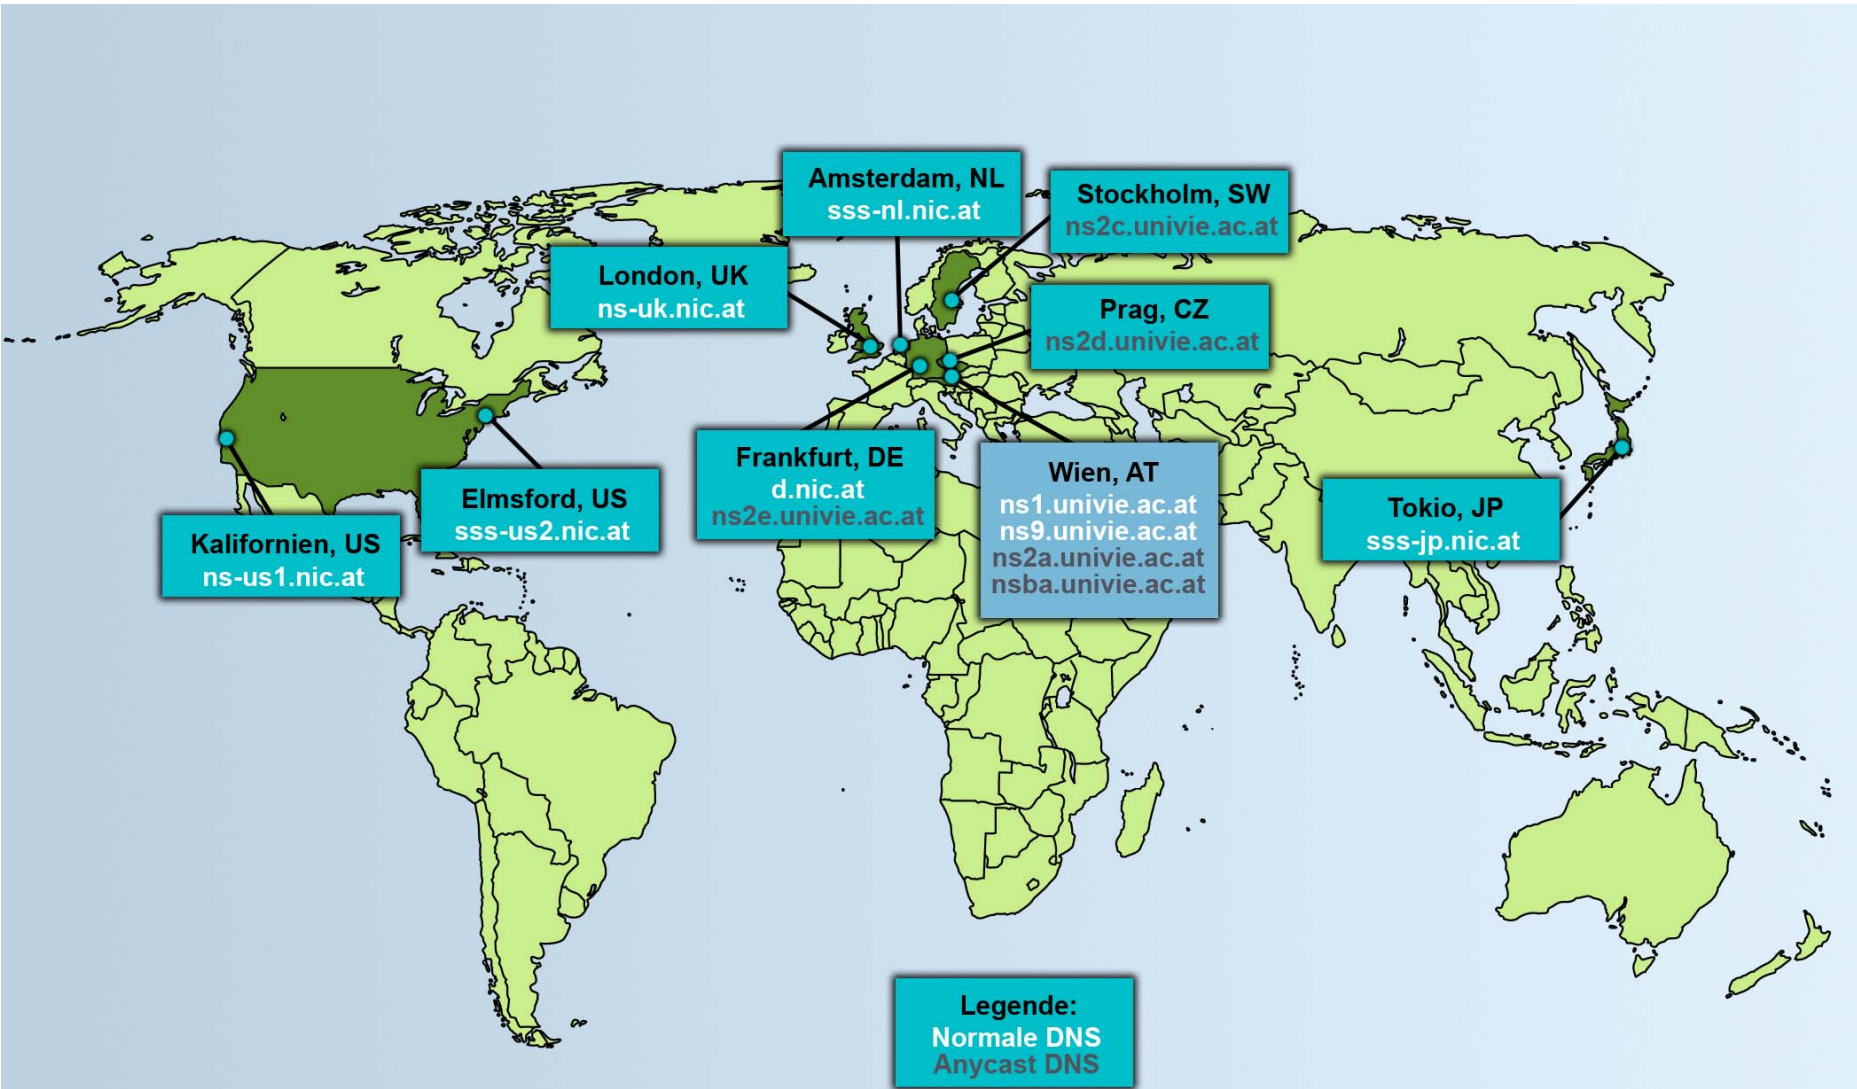 Amsterdam, NL
sss-nl.nic.at
Stockholm, SW
ns2c.univie.ac.at
London, UK
ns-uk.nic.at
Prag, CZ
ns2d.univie.ac.at
Frankfurt, DE
d.nic.at
ns2e.univie.ac.at
Wien, AT
ns1.univie.ac.at
ns9.univie.ac.at
ns2a.univie.ac.at
nsba.univie.ac.at
Elmsford, US
sss-us2.nic.at
Tokio, JP
sss-jp.nic.at
Kalifornien, US
ns-us1.nic.at
Legende:
Normale DNS
Anycast DNS